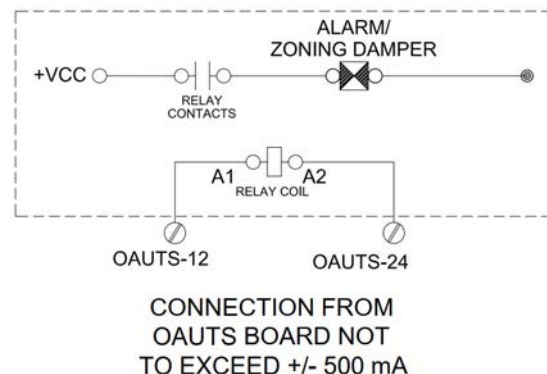 ALARM/
ZONING DAMPER
+VCC
RELAY
CONTACTS
A1
A2
RELAY COIL
OAUTS-12
OAUTS-24
CONNECTION FROM
OAUTS BOARD NOT
TO EXCEED +/- 500 mA